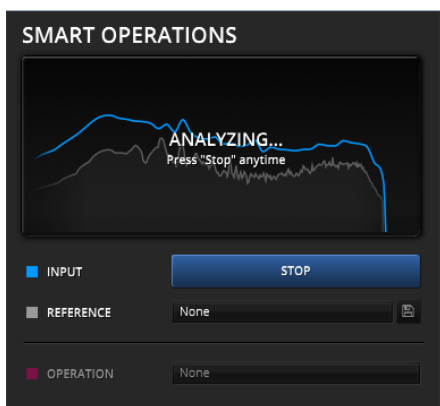 SMART OPERATIONS
ANALYZING...
Press "Stop" anytime
INPUT
STOP
REFERENCE
None
OPERATION
None